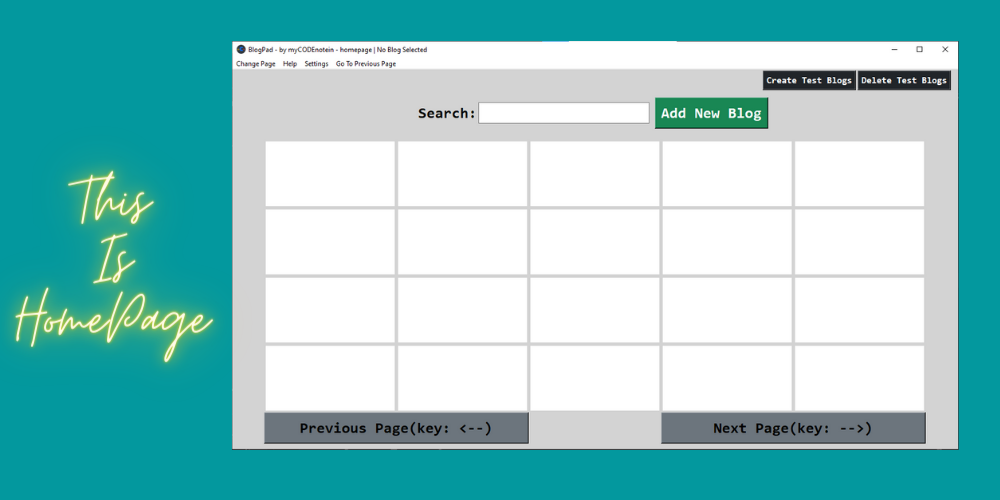 This
Is
HomePage
BlogPad - by myCODEnotein - homepage | No Blog Selected
Change Page Help Settings Go To Previous Page
Create Test Blogs Delete Test Blogs
Search: Add New Blog
Previous Page(key: <--) Next Page(key: -->)